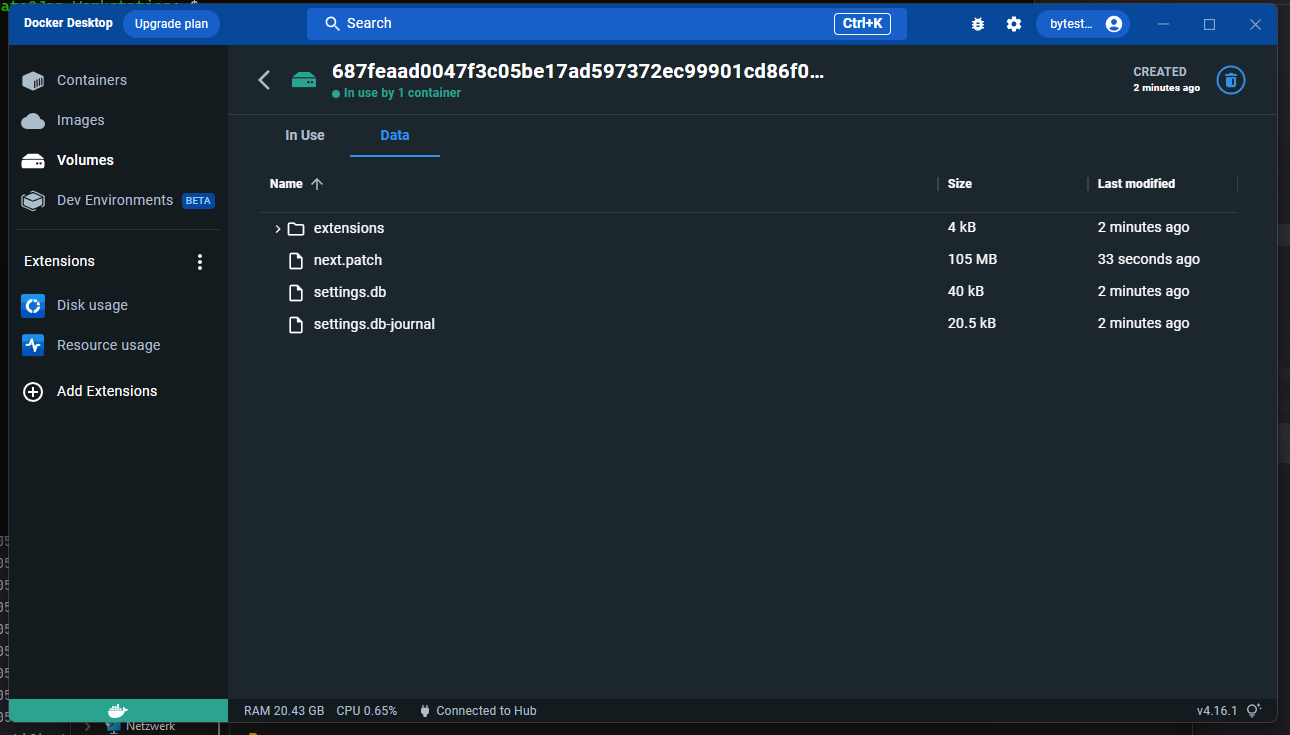 Docker Desktop Upgrade plan Search Ctrl+K bytest...
Containers
Images
Volumes
Dev Environments BETA
Extensions
Disk usage
Resource usage
Add Extensions
687feaad0047f3c05be17ad597372ec99901cd86f0...
In use by 1 container
CREATED
2 minutes ago
In Use Data
Name Size Last modified
extensions 4 kB 2 minutes ago
next.patch 105 MB 33 seconds ago
settings.db 40 kB 2 minutes ago
settings.db-journal 20.5 kB 2 minutes ago
RAM 20.43 GB CPU 0.65% Connected to Hub v4.16.1
Netzwerk